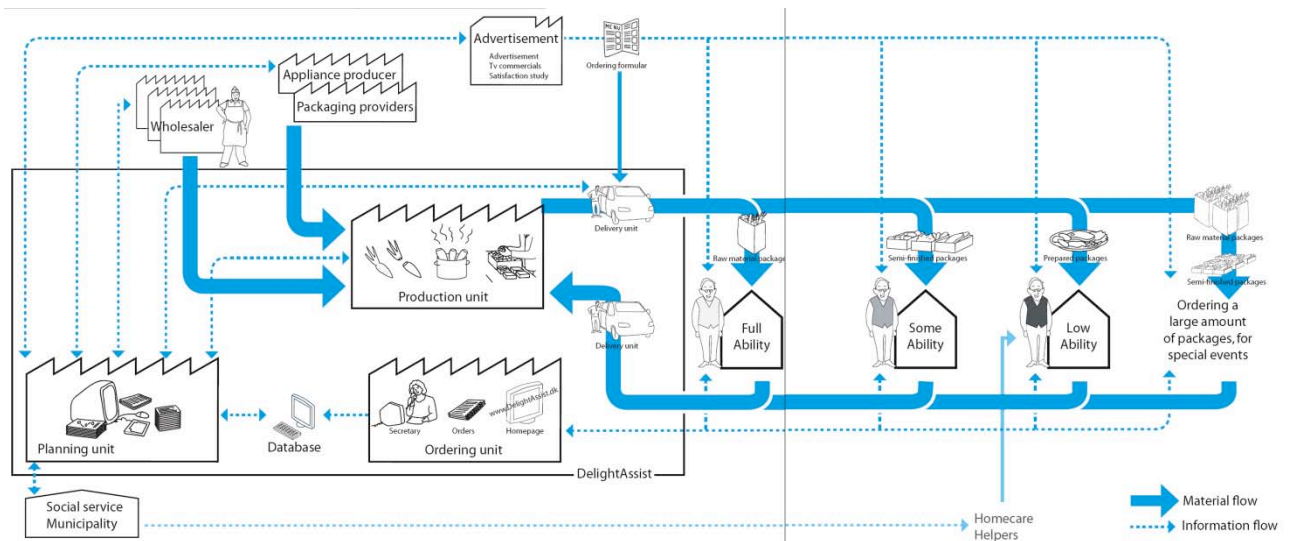 Advertisement
Advertisement
Tv commercials
Satisfaction study
MENU
Ordering formular
Appliance producer
Packaging providers
Wholesaler
Delivery unit
Raw material package
Semi-finished packages
Prepared packages
Raw material packages
Semi-finished packages
Production unit
Delivery unit
Full
Ability
Some
Ability
Low
Ability
Ordering a
large amount
of packages, for
special events
Planning unit
Database
Secretary
Orders
www.DelightAssist.dk
Homepage
Ordering unit
DelightAssist
Social service
Municipality
Homecare
Helpers
Material flow
Information flow